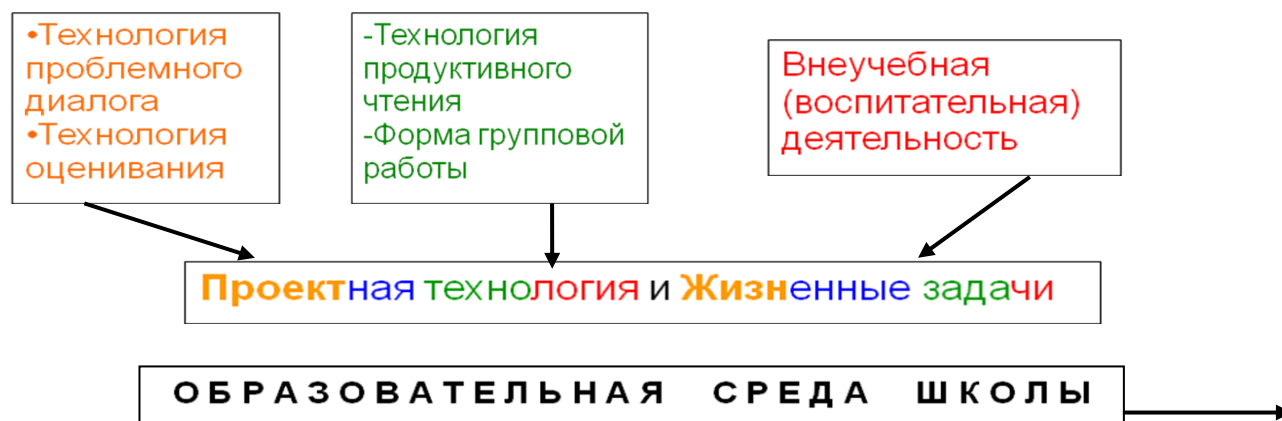 •Технология
проблемного
диалога
•Технология
оценивания
-Технология
продуктивного
чтения
-Форма групповой
работы
Внеучебная
(воспитательная)
деятельность
Проектная технология и Жизненные задачи
ОБРАЗОВАТЕЛЬНАЯ СРЕДА ШКОЛЫ